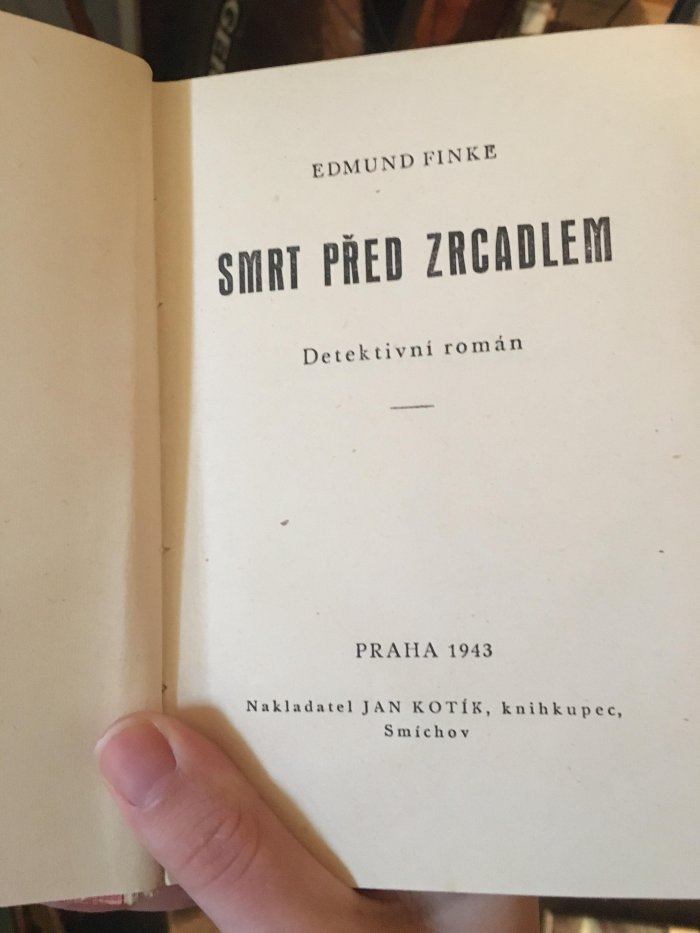 EDMUND FINKE
SMRT PŘED ZRCADLEM
Detektivní román
PRAHA 1943
Nakladatel JAN KOTÍK, knihkupec,
Smíchov